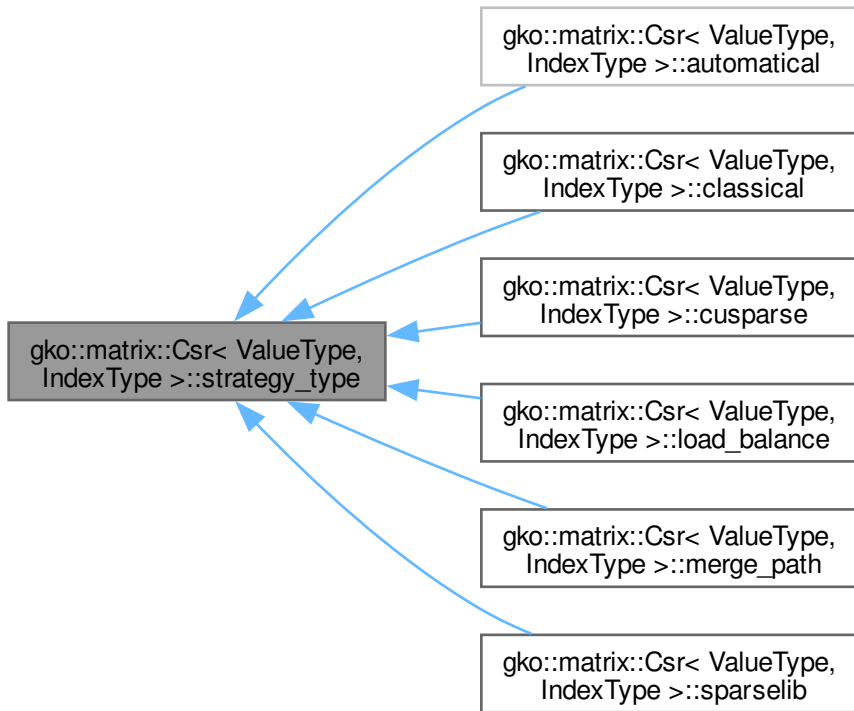 gko::matrix::Csr< ValueType,
IndexType >::automatical
gko::matrix::Csr< ValueType,
IndexType >::classical
gko::matrix::Csr< ValueType,
IndexType >::cusparse
gko::matrix::Csr< ValueType,
IndexType >::strategy_type
gko::matrix::Csr< ValueType,
IndexType >::load_balance
gko::matrix::Csr< ValueType,
IndexType >::merge_path
gko::matrix::Csr< ValueType,
IndexType >::sparselib